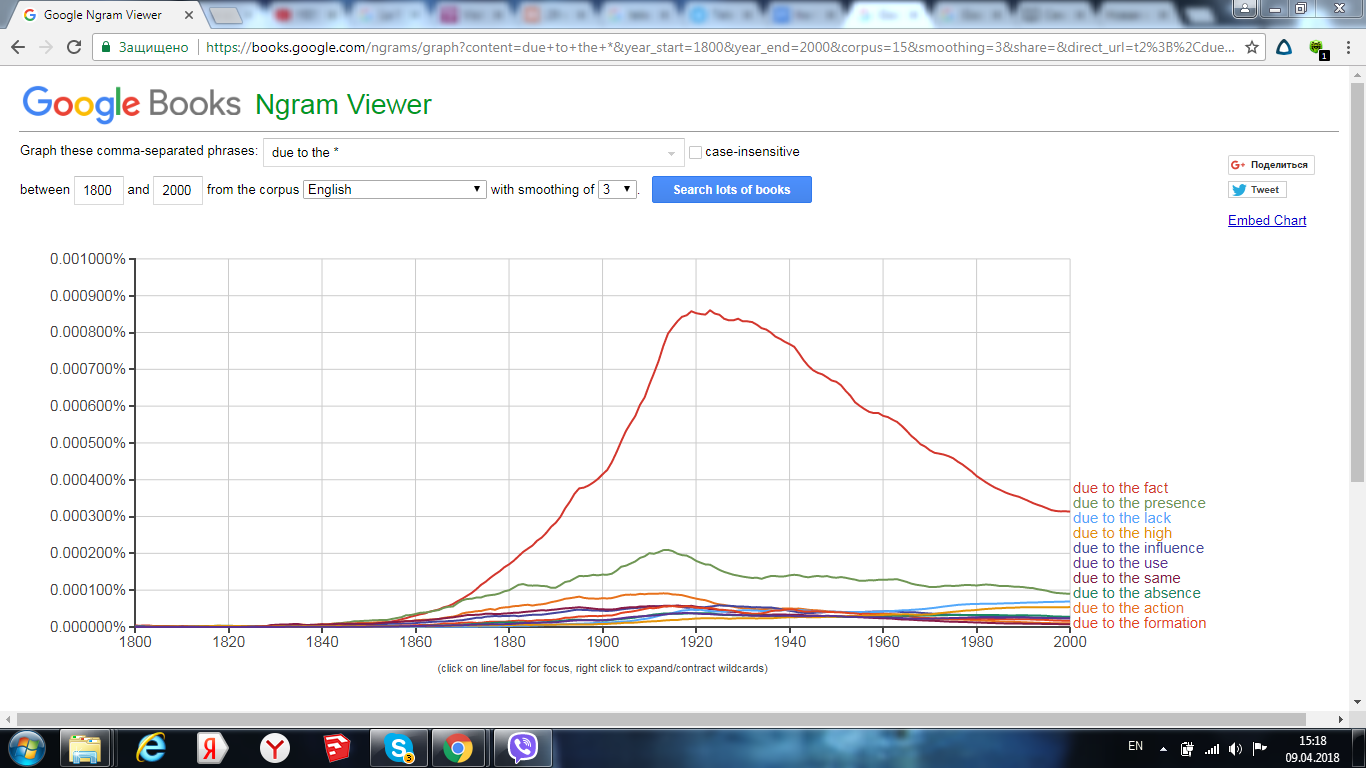 Google Ngram Viewer
Защищено https://books.google.com/ngrams/graph?content=due+to+the+*&year_start=1800&year_end=2000&corpus=15&smoothing=3&share=&direct_url=t2%3B%2Cdue...
1
Google Books Ngram Viewer
Graph these comma-separated phrases: due to the * case-insensitive
between 1800 and 2000 from the corpus English with smoothing of 3 . Search lots of books
Поделиться
Tweet
Embed Chart
0.001000%
0.000900%
0.000800%
0.000700%
0.000600%
0.000500%
0.000400%
0.000300%
0.000200%
0.000100%
0.000000%
1800 1820 1840 1860 1880 1900 1920 1940 1960 1980 2000
due to the fact
due to the presence
due to the lack
due to the high
due to the influence
due to the use
due to the same
due to the absence
due to the action
due to the formation
(click on line/label for focus, right click to expand/contract wildcards)
3
EN
15:18
09.04.2018